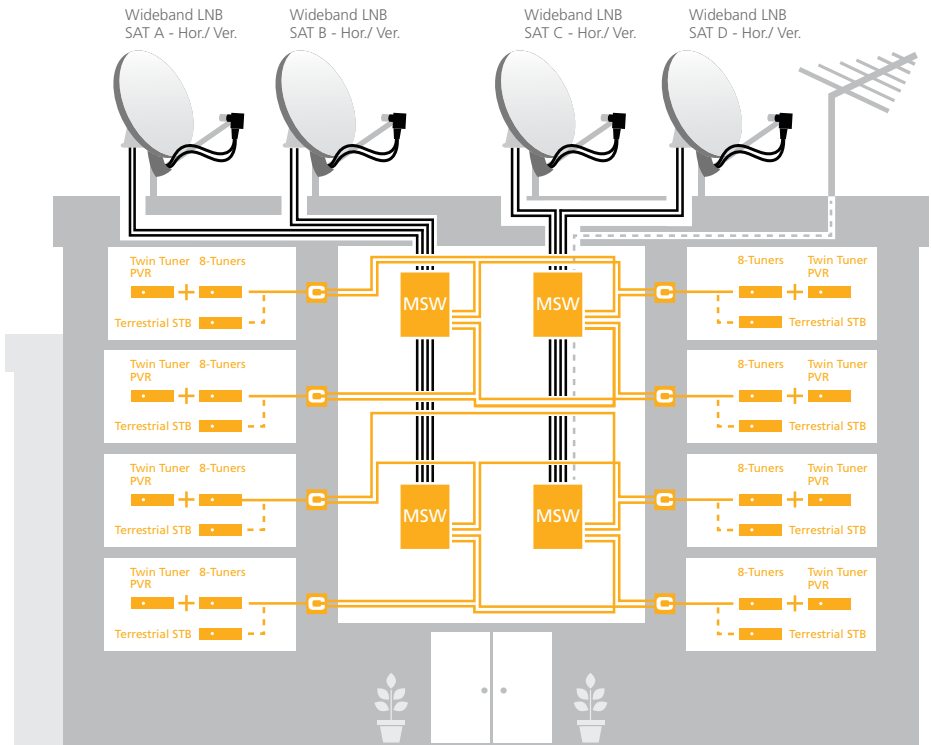 Wideband LNB
SAT A - Hor./ Ver.
Wideband LNB
SAT B - Hor./ Ver.
Wideband LNB
SAT C - Hor./ Ver.
Wideband LNB
SAT D - Hor./ Ver.
Twin Tuner 8-Tuners
PVR
Terrestrial STB
C
MSW
MSW
C
8-Tuners Twin Tuner
PVR
Terrestrial STB
Twin Tuner 8-Tuners
PVR
Terrestrial STB
C
C
8-Tuners Twin Tuner
PVR
Terrestrial STB
Twin Tuner 8-Tuners
PVR
Terrestrial STB
C
MSW
MSW
C
8-Tuners Twin Tuner
PVR
Terrestrial STB
Twin Tuner 8-Tuners
PVR
Terrestrial STB
C
C
8-Tuners Twin Tuner
PVR
Terrestrial STB